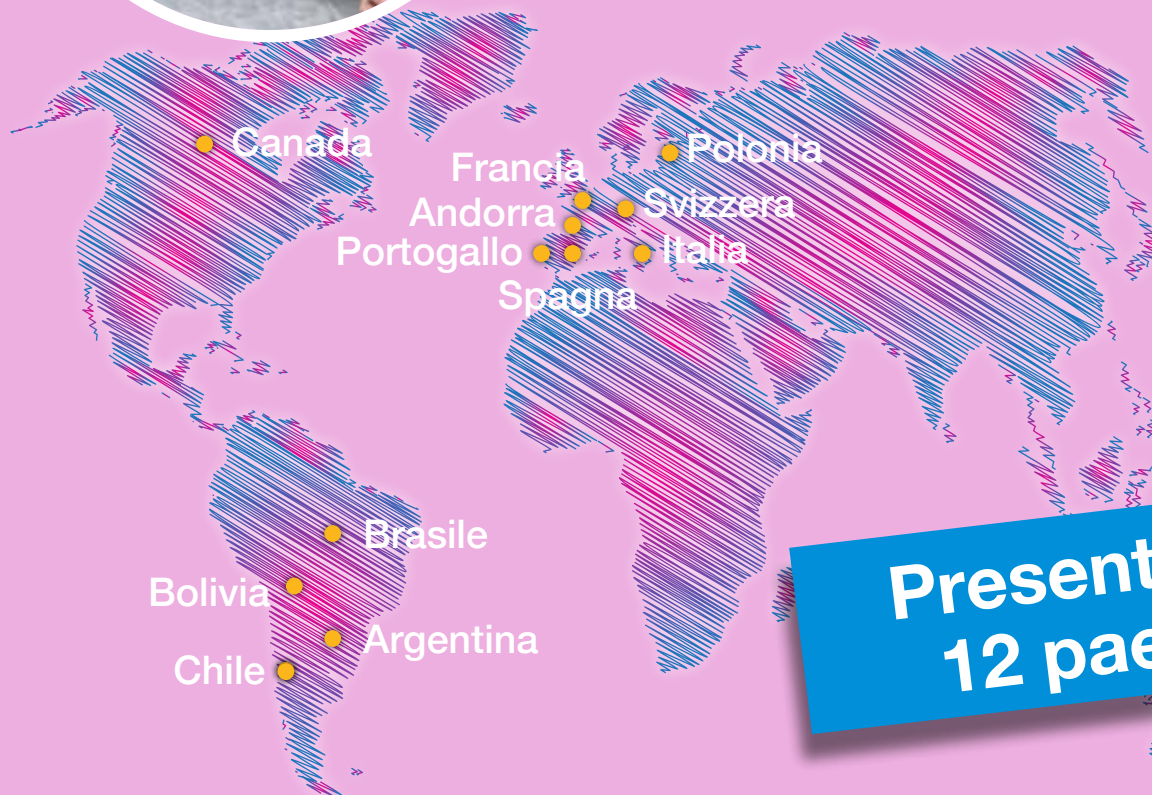 Canada
Polonia
Francia
Svizzera
Andorra
Portogallo
Italia
Spagna
Brasile
Bolivia
Argentina
Chile
Present
12 pae